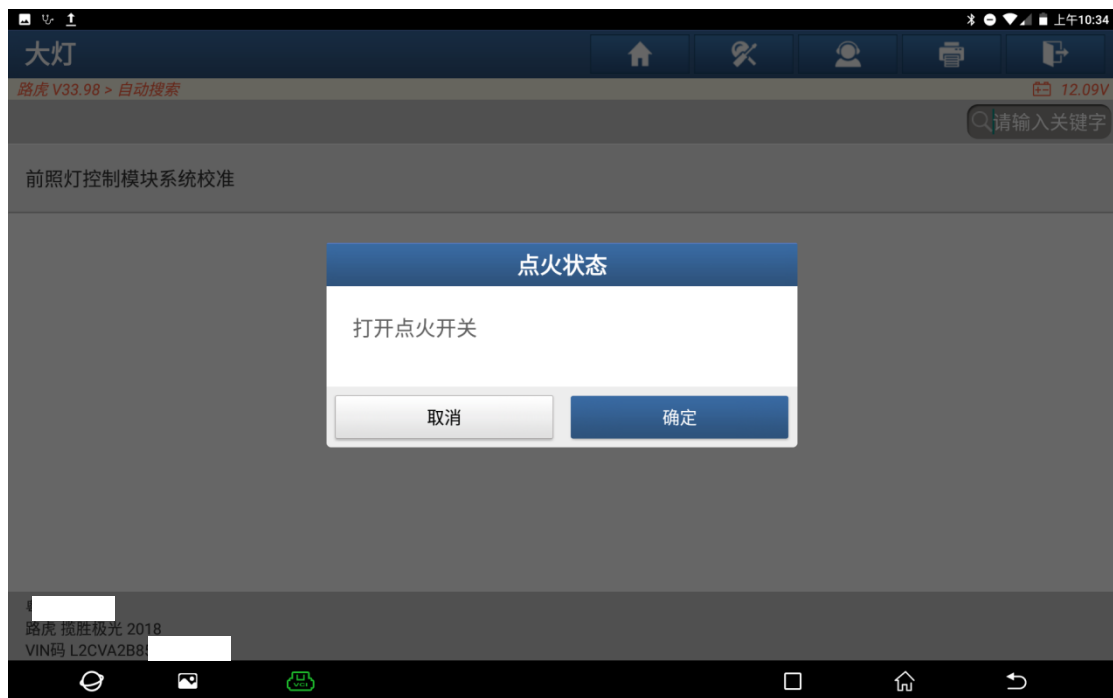 上午10:34
大灯
路虎 V33.98 > 自动搜索
12.09V
请输入关键字
前照灯控制模块系统校准
点火状态
打开点火开关
取消
确定
路虎 揽胜极光 2018
VIN码 L2CVA2B8
VCI